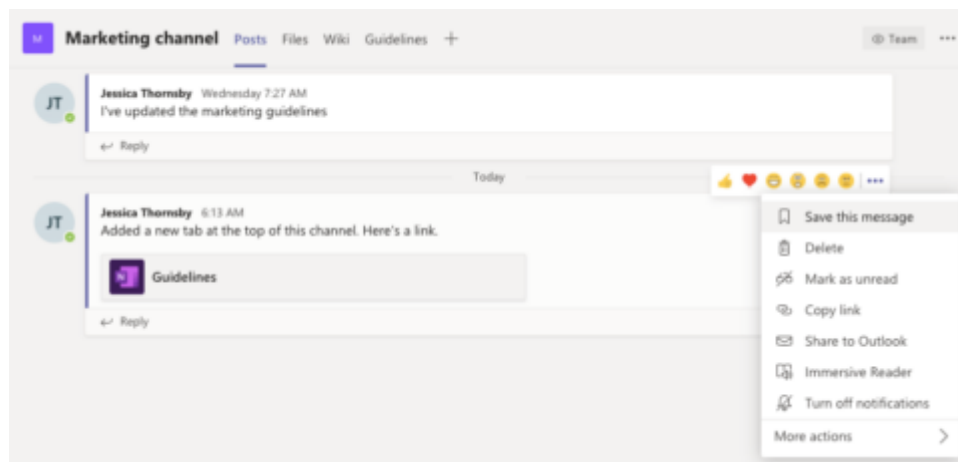 M Marketing channel Posts Files Wiki Guidelines + Team
Jessica Thornsby Wednesday 7:27 AM
JT
I've updated the marketing guidelines
Reply
Today
Jessica Thornsby 6:13 AM
JT
Added a new tab at the top of this channel. Here's a link.
N Guidelines
Reply
Save this message
Delete
Mark as unread
Copy link
Share to Outlook
Immersive Reader
Turn off notifications
More actions